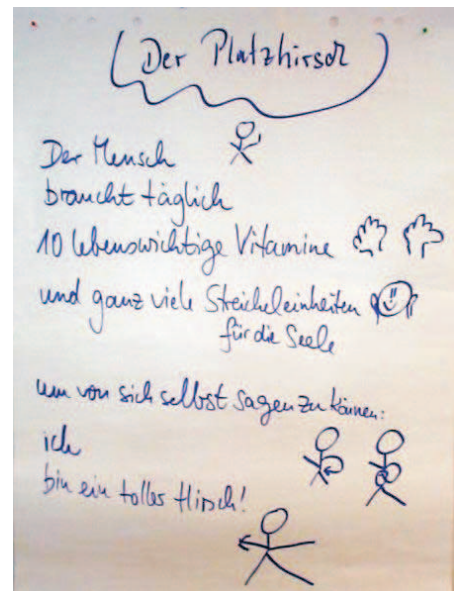 Der Platzhirsch
Der Mensch
braucht täglich
10 lebenswichtige Vitamine
und ganz viele Streicheleinheiten
für die Seele
um von sich selbst sagen zu können:
ich
bin ein toller Hirsch!